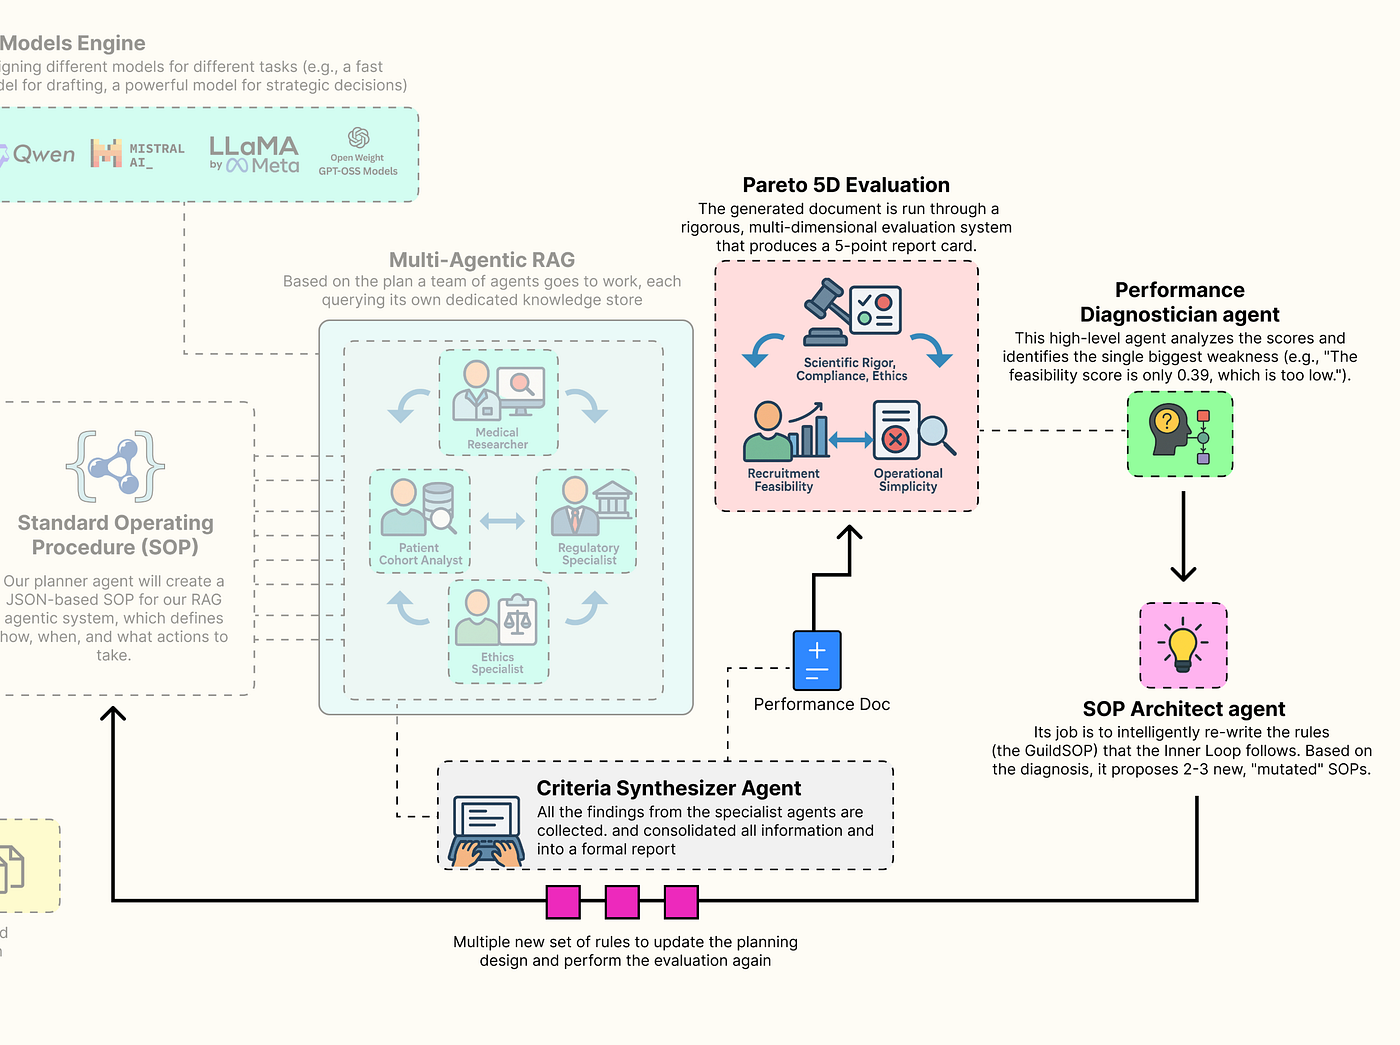 Models Engine
igning different models for different tasks (e.g., a fast
del for drafting, a powerful model for strategic decisions)
Qwen
MISTRAL
AI_
LLaMA
by Meta
Open Weight
GPT-OSS Models
Multi-Agentic RAG
Based on the plan a team of agents goes to work, each
querying its own dedicated knowledge store
Medical
Researcher
Patient
Cohort Analyst
Regulatory
Specialist
Ethics
Specialist
Standard Operating
Procedure (SOP)
Our planner agent will create a
JSON-based SOP for our RAG
agentic system, which defines
how, when, and what actions to
take.
Pareto 5D Evaluation
The generated document is run through a
rigorous, multi-dimensional evaluation system
that produces a 5-point report card.
Scientific Rigor,
Compliance, Ethics
Recruitment
Feasibility
Operational
Simplicity
Performance
Diagnostician agent
This high-level agent analyzes the scores and
identifies the single biggest weakness (e.g., "The
feasibility score is only 0.39, which is too low.").
?
SOP Architect agent
Its job is to intelligently re-write the rules
(the GuildSOP) that the Inner Loop follows. Based on
the diagnosis, it proposes 2-3 new, "mutated" SOPs.
Performance Doc
Criteria Synthesizer Agent
All the findings from the specialist agents are
collected. and consolidated all information and
into a formal report
Multiple new set of rules to update the planning
design and perform the evaluation again
d